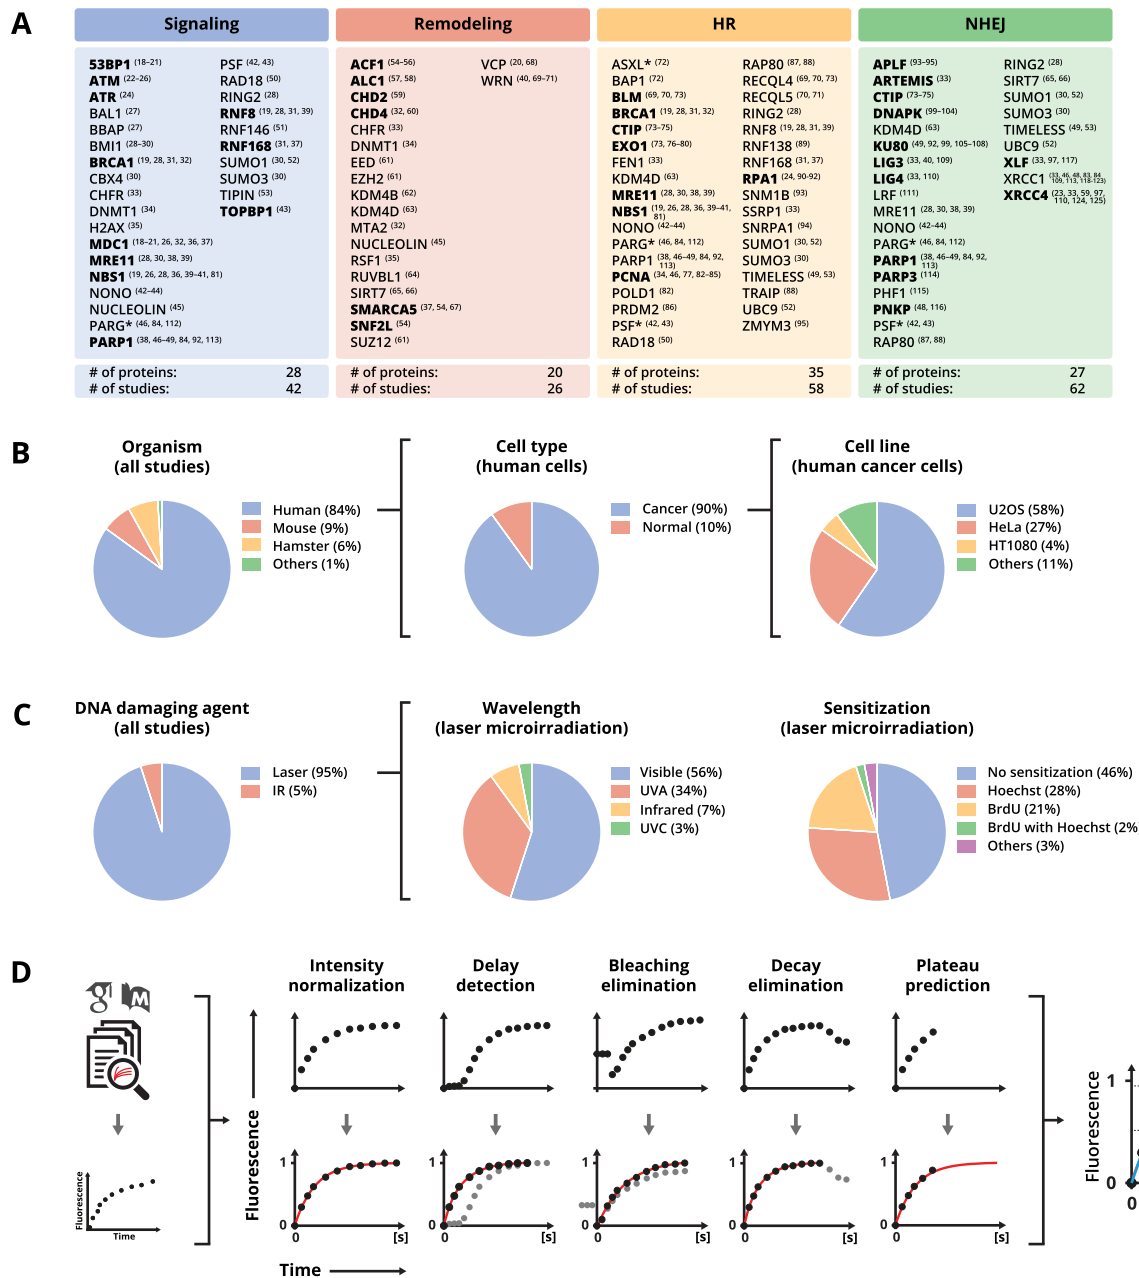 A
Signaling
53BP1 (18–21)
ATM (22–26)
ATR (24)
BAL1 (27)
BBAP (27)
BMI1 (28–30)
BRCA1 (19, 28, 31, 32)
CBX4 (30)
CHFR (33)
DNMT1 (34)
H2AX (35)
MDC1 (18–21, 26, 32, 36, 37)
MRE11 (28, 30, 38, 39)
NBS1 (19, 26, 28, 36, 39–41, 81)
NONO (42–44)
NUCLEOLIN (45)
PARG* (46, 84, 112)
PARP1 (38, 46–49, 84, 92, 113)
PSF (42, 43)
RAD18 (50)
RING2 (28)
RNF8 (19, 28, 31, 39)
RNF146 (51)
RNF168 (31, 37)
SUMO1 (30, 52)
SUMO3 (30)
TIPIN (53)
TOPBP1 (43)
# of proteins: 28
# of studies: 42
Remodeling
ACF1 (54–56)
ALC1 (57, 58)
CHD2 (59)
CHD4 (32, 60)
CHFR (33)
DNMT1 (34)
EED (61)
EZH2 (61)
KDM4B (62)
KDM4D (63)
MTA2 (32)
NUCLEOLIN (45)
RSF1 (35)
RUVBL1 (64)
SIRT7 (65, 66)
SMARCA5 (37, 54, 67)
SNF2L (54)
SUZ12 (61)
VCP (20, 68)
WRN (40, 69–71)
# of proteins: 20
# of studies: 26
HR
ASXL* (72)
BAP1 (72)
BLM (69, 70, 73)
BRCA1 (19, 28, 31, 32)
CTIP (73–75)
EXO1 (73, 76–80)
FEN1 (33)
KDM4D (63)
MRE11 (28, 30, 38, 39)
NBS1 (19, 26, 28, 36, 39–41,
81)
NONO (42–44)
PARG* (46, 84, 112)
PARP1 (38, 46–49, 84, 92,
113)
PCNA (34, 46, 77, 82–85)
POLD1 (82)
PRDM2 (86)
PSF* (42, 43)
RAD18 (50)
RAP80 (87, 88)
RECQL4 (69, 70, 73)
RECQL5 (70, 71)
RING2 (28)
RNF8 (19, 28, 31, 39)
RNF138 (89)
RNF168 (31, 37)
RPA1 (24, 90–92)
SNM1B (93)
SSRP1 (33)
SNRPA1 (94)
SUMO1 (30, 52)
SUMO3 (30)
TIMELESS (49, 53)
TRAIP (88)
UBC9 (52)
ZMYM3 (95)
# of proteins: 35
# of studies: 58
NHEJ
APLF (93–95)
ARTEMIS (33)
CTIP (73–75)
DNAPK (99–104)
KDM4D (63)
KU80 (49, 92, 99, 105–108)
LIG3 (33, 40, 109)
LIG4 (33, 110)
LRF (111)
MRE11 (28, 30, 38, 39)
NONO (42–44)
PARG* (46, 84, 112)
PARP1 (38, 46–49, 84, 92,
113)
PARP3 (114)
PHF1 (115)
PNKP (48, 116)
PSF* (42, 43)
RAP80 (87, 88)
RING2 (28)
SIRT7 (65, 66)
SUMO1 (30, 52)
SUMO3 (30)
TIMELESS (49, 53)
UBC9 (52)
XLF (33, 97, 117)
XRCC1 (33, 46, 48, 83, 84
109, 113, 118-123)
XRCC4 (23, 33, 59, 97,
110, 124, 125)
# of proteins: 27
# of studies: 62
B
Organism
(all studies)
Human (84%)
Mouse (9%)
Hamster (6%)
Others (1%)
Cell type
(human cells)
Cancer (90%)
Normal (10%)
Cell line
(human cancer cells)
U2OS (58%)
HeLa (27%)
HT1080 (4%)
Others (11%)
C
DNA damaging agent
(all studies)
Laser (95%)
IR (5%)
Wavelength
(laser microirradiation)
Visible (56%)
UVA (34%)
Infrared (7%)
UVC (3%)
Sensitization
(laser microirradiation)
No sensitization (46%)
Hoechst (28%)
BrdU (21%)
BrdU with Hoechst (2%
Others (3%)
D
g M
Fluorescence
Time
Intensity
normalization
Delay
detection
Bleaching
elimination
Decay
elimination
Plateau
prediction
Fluorescence
1 1 1 1 1
0 0 0 0 0
0 [s] 0 [s] 0 [s] 0 [s] 0 [s]
Time
Fluorescence
1
0
0